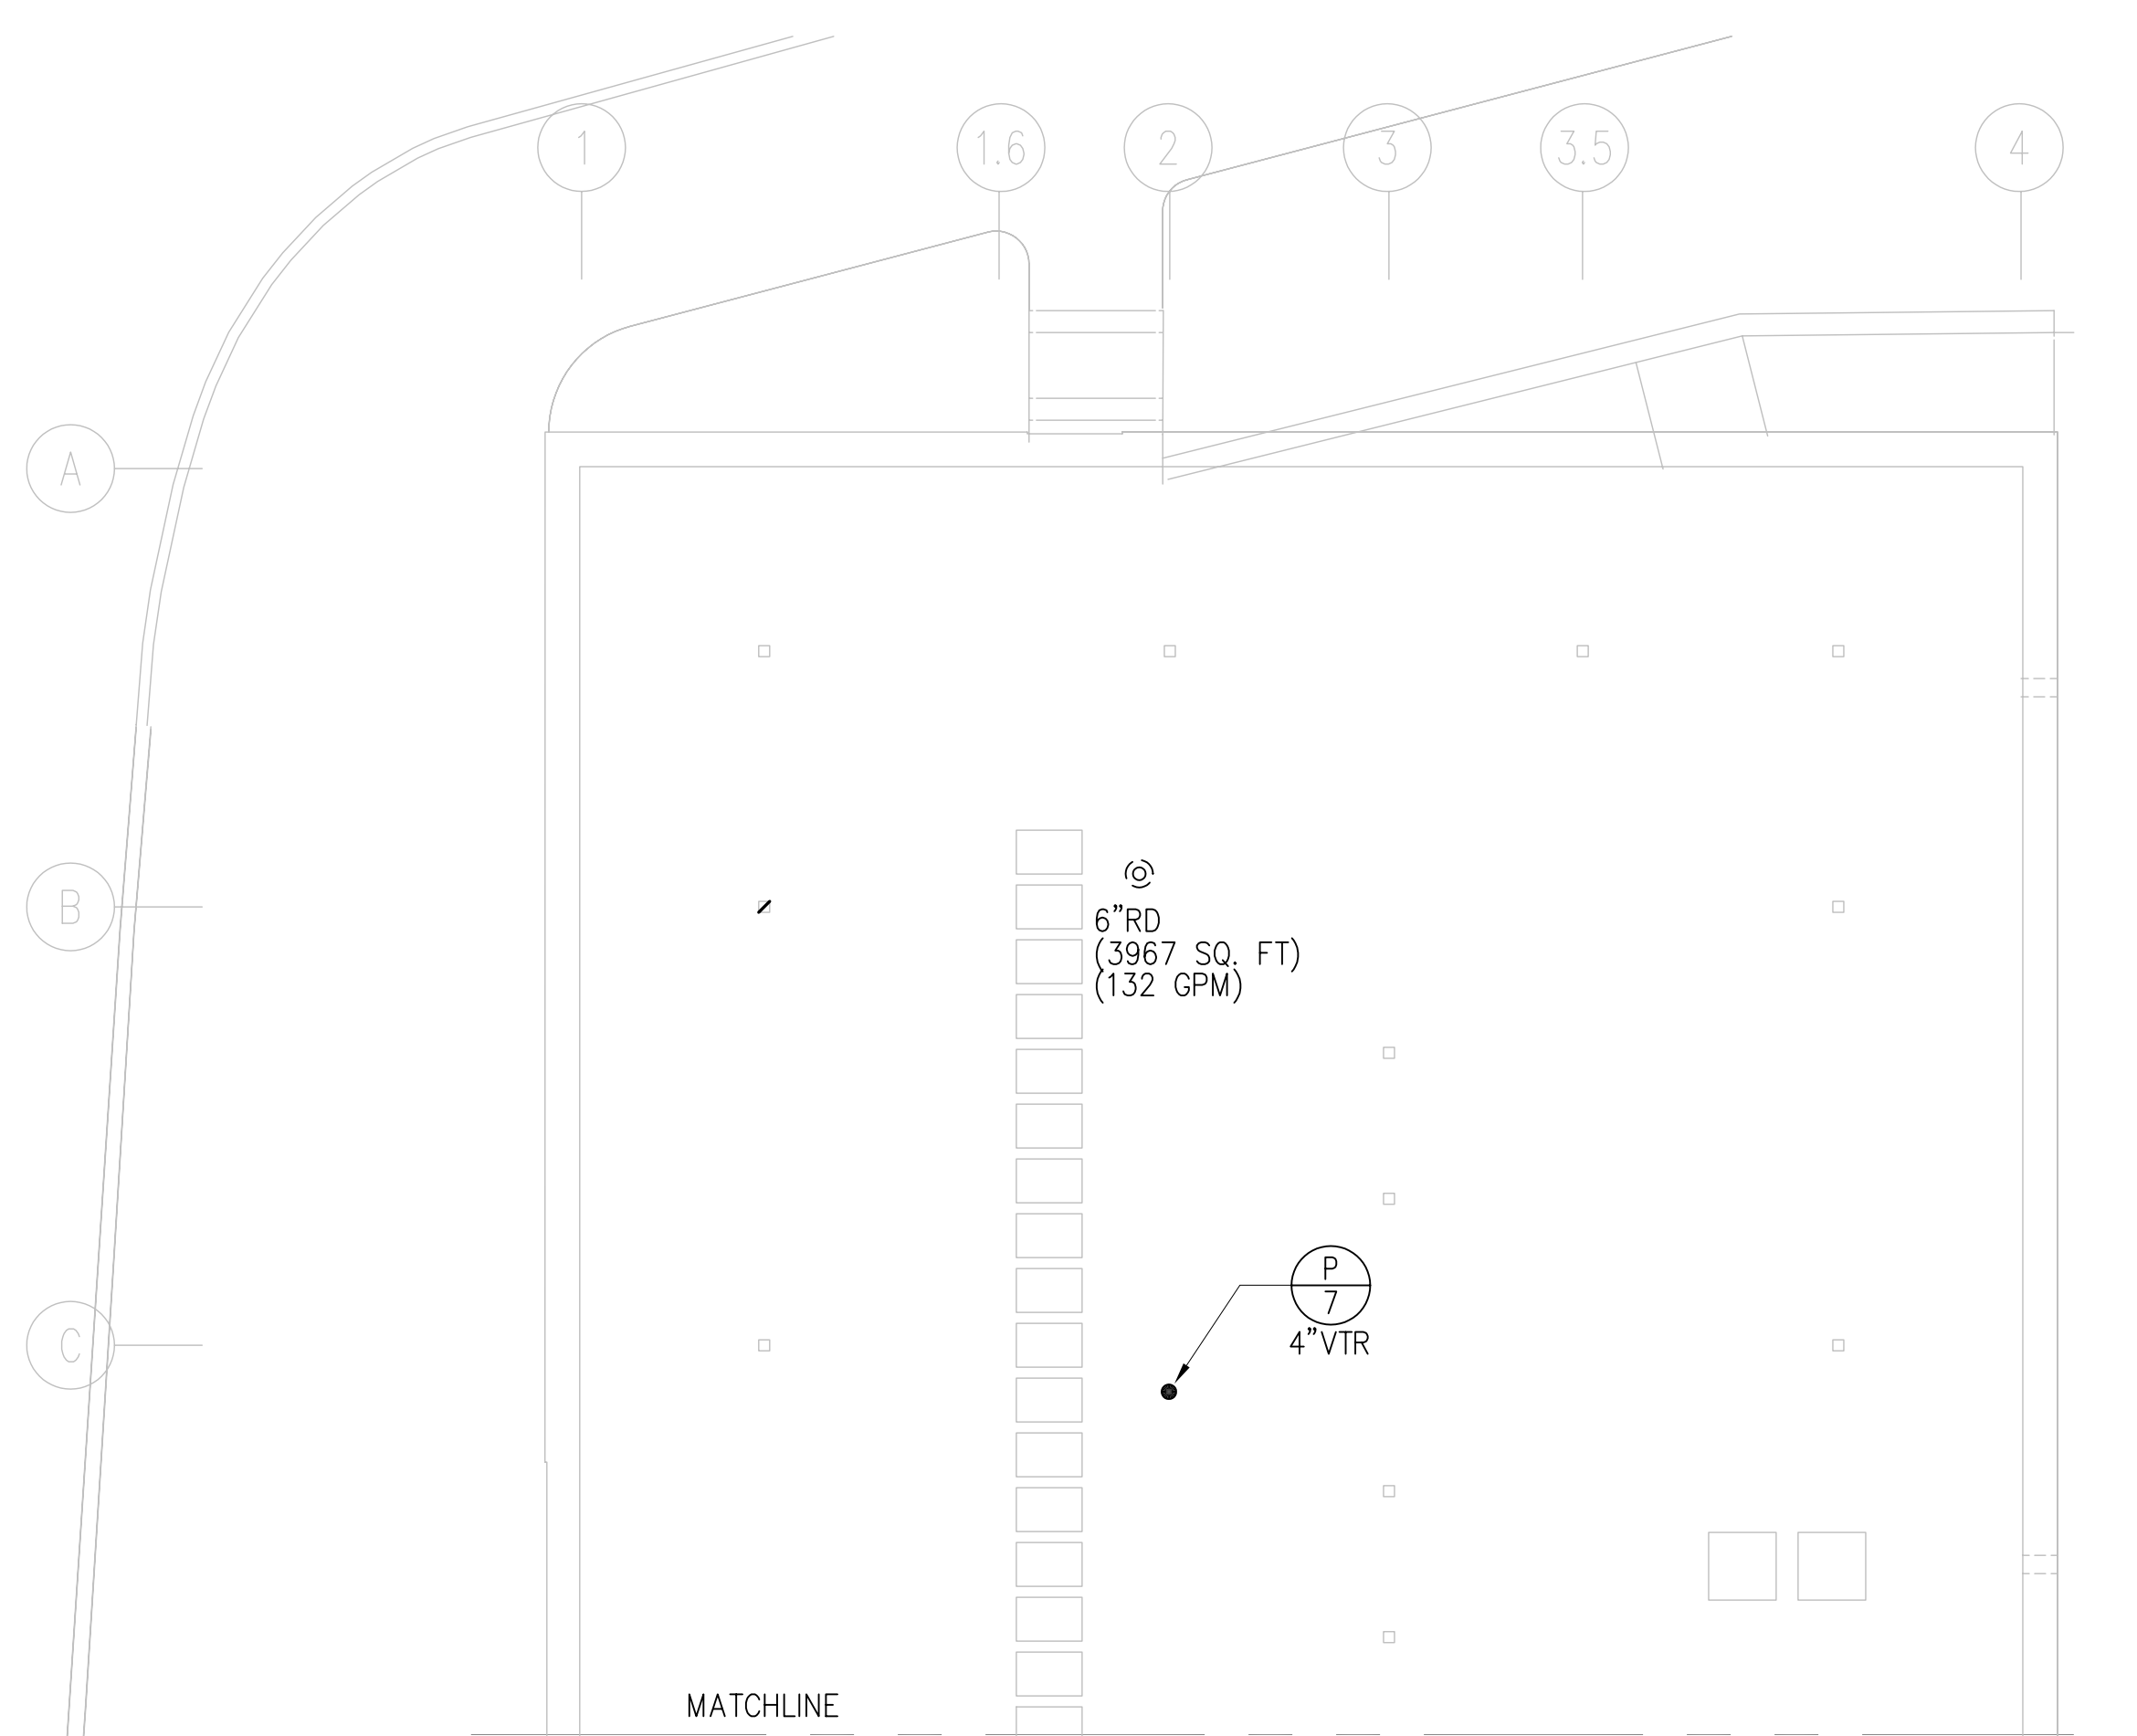 1
1.6
2
3
3.5
4
A
B
6"RD
(3967 SQ. FT)
(132 GPM)
P
7
4"VTR
C
MATCHLINE